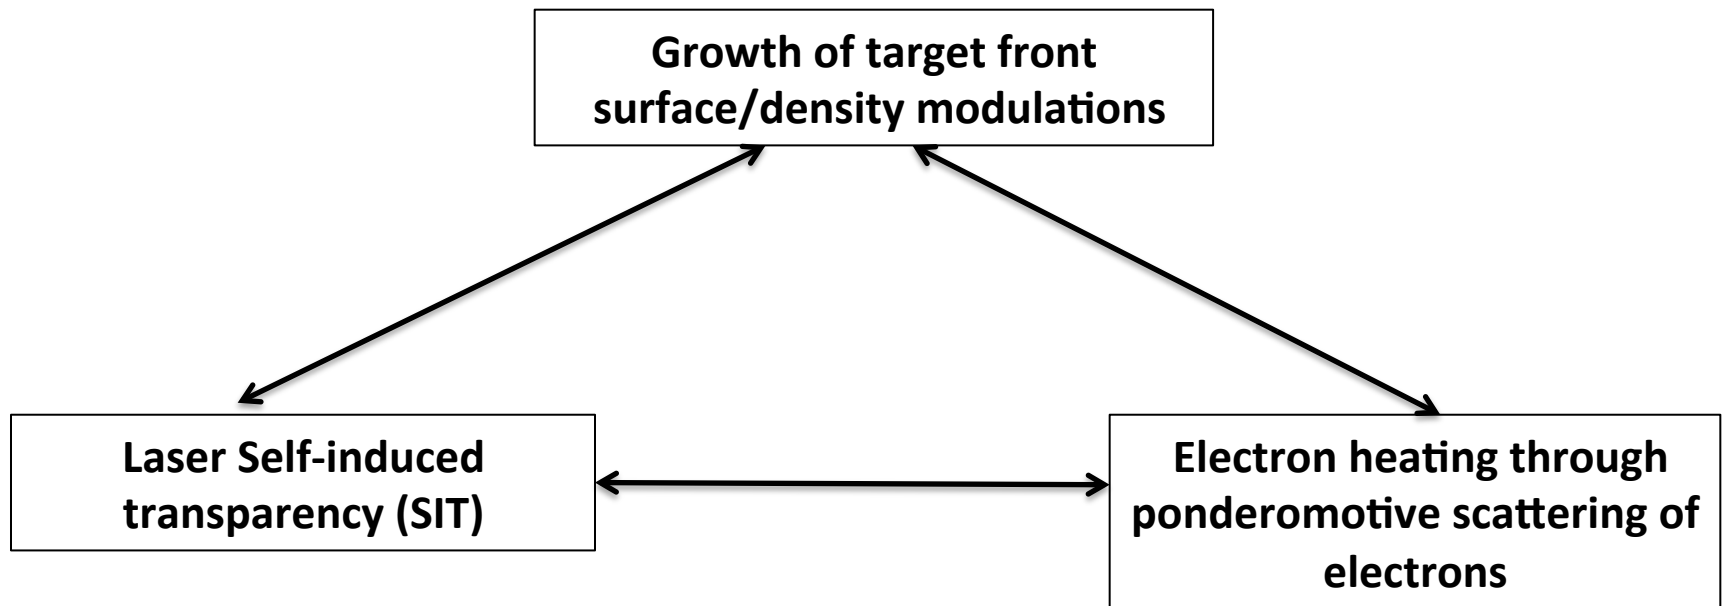 Growth of target front
surface/density modulations
Laser Self-induced
transparency (SIT)
Electron heating through
ponderomotive scattering of
electrons